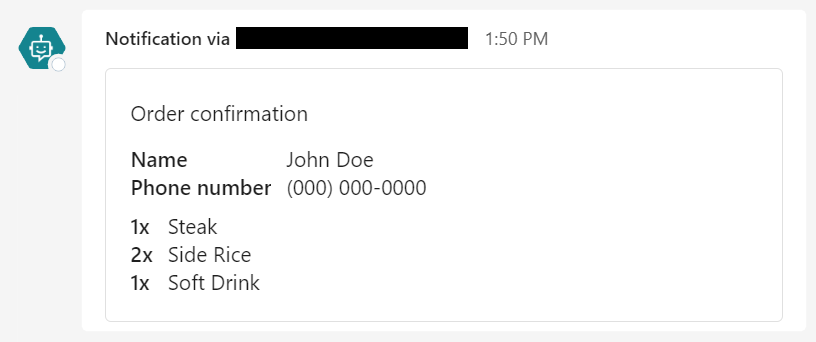 Notification via 1:50 PM
Order confirmation
Name John Doe
Phone number (000) 000-0000
1x Steak
2x Side Rice
1x Soft Drink